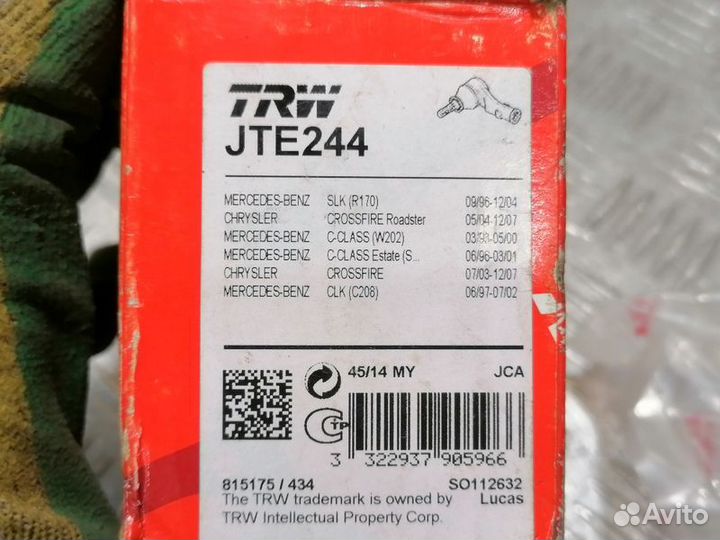 TRW
JTE244
MERCEDES-BENZ SLK (R170) 09/96-12/04
CHRYSLER CROSSFIRE Roadster 05/04-12/07
MERCEDES-BENZ C-CLASS (W202) 03/93-05/00
MERCEDES-BENZ C-CLASS Estate (S... 06/96-03/01
CHRYSLER CROSSFIRE 07/03-12/07
MERCEDES-BENZ CLK (C208) 06/97-07/02
45/14 MY JCA
3 322937 905966
815175 / 434 SO112632
The TRW trademark is owned by Lucas
TRW Intellectual Property Corp.
Avito